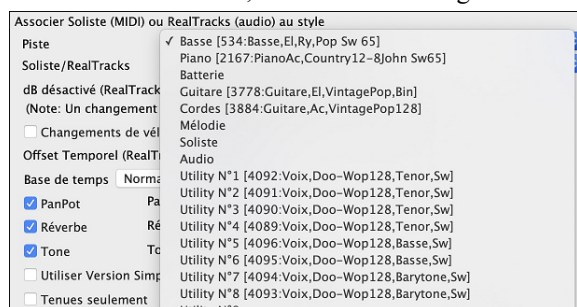 Associer Soliste (MIDI) ou RealTracks (audio) au style
Piste
✓ Basse [534:Basse,El,Ry,Pop Sw 65]
Piano [2167:PianoAc,Country12-8John Sw65]
Soliste/RealTracks
Batterie
dB désactivé (RealTrack
Guitare [3778:Guitare,El,VintagePop,Bin]
(Note: Un changement
Cordes [3884:Guitare,Ac,VintagePop128]
Mélodie
Changements de vél
Soliste
Offset Temporel (RealT
Audio
Base de temps Norma
Utility N°1 [4092:Voix,Doo-Wop128,Tenor,Sw]
Utility N°2 [4091:Voix,Doo-Wop128,Tenor,Sw]
PanPot Pa
Utility N°3 [4090:Voix,Doo-Wop128,Tenor,Sw]
Réverbe Ré
Utility N°4 [4089:Voix,Doo-Wop128,Tenor,Sw]
Utility N°5 [4096:Voix,Doo-Wop128,Basse,Sw]
Tone To
Utility N°6 [4095:Voix,Doo-Wop128,Basse,Sw]
Utiliser Version Simp
Utility N°7 [4094:Voix,Doo-Wop128,Barytone,Sw]
Tenues seulement
Utility N°8 [4093:Voix,Doo-Wop128,Barytone,Sw]